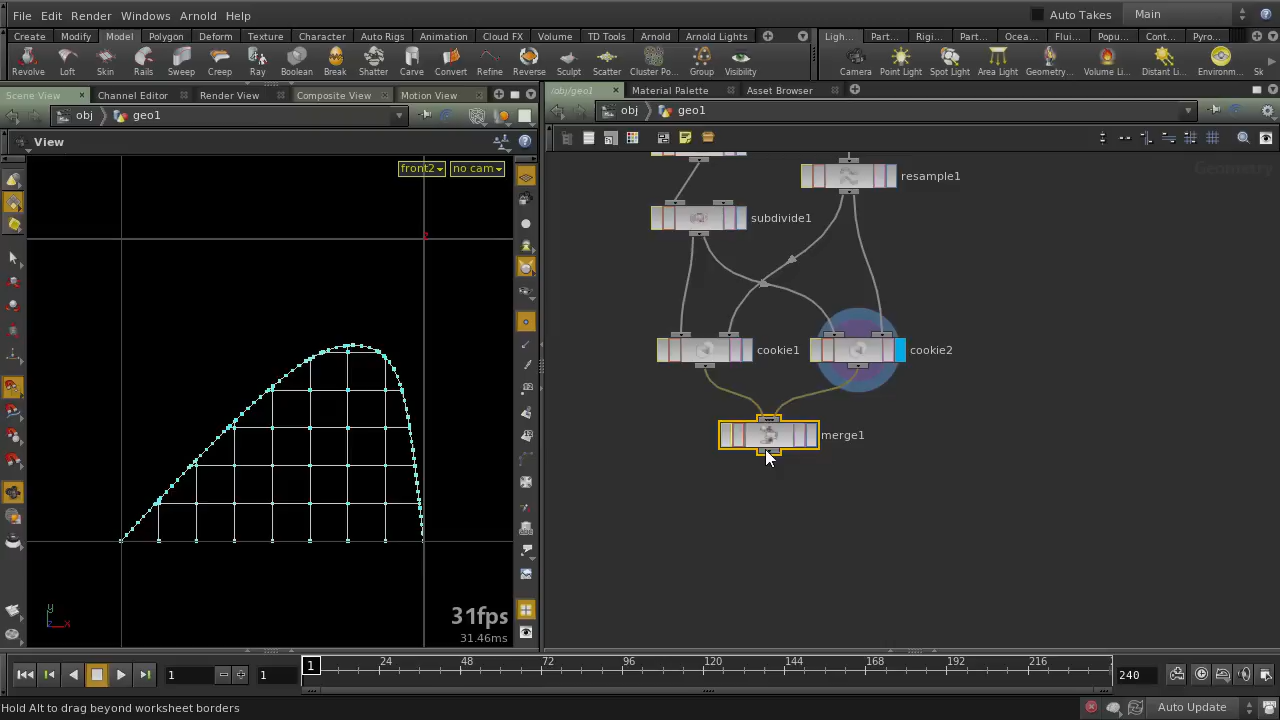 File Edit Render Windows Arnold Help Auto Takes Main
Create Modify Model Polygon Deform Texture Character Auto Rigs Animation Cloud FX Volume TD Tools Arnold Arnold Lights Ligh... Part... Rigi... Part... Ocea... Flui... Popu... Cont... Pyro...
Revolve Loft Skin Rails Sweep Creep Ray Boolean Break Shatter Carve Convert Refine Reverse Sculpt Scatter Cluster Po... Group Visibility Camera Point Light Spot Light Area Light Geometry... Volume Li... Distant Li... Environm... Sk
Scene View Channel Editor Render View Composite View Motion View /obj/geo1 Material Palette Asset Browser
obj geo1 obj geo1
View
front2 no cam
Geometry
resample1
subdivide1
cookie1 cookie2
merge1
z
31fps
31.46ms
y
z x
1 1 1 24 48 72 96 120 144 168 192 216 240
Hold Alt to drag beyond worksheet borders Auto Update